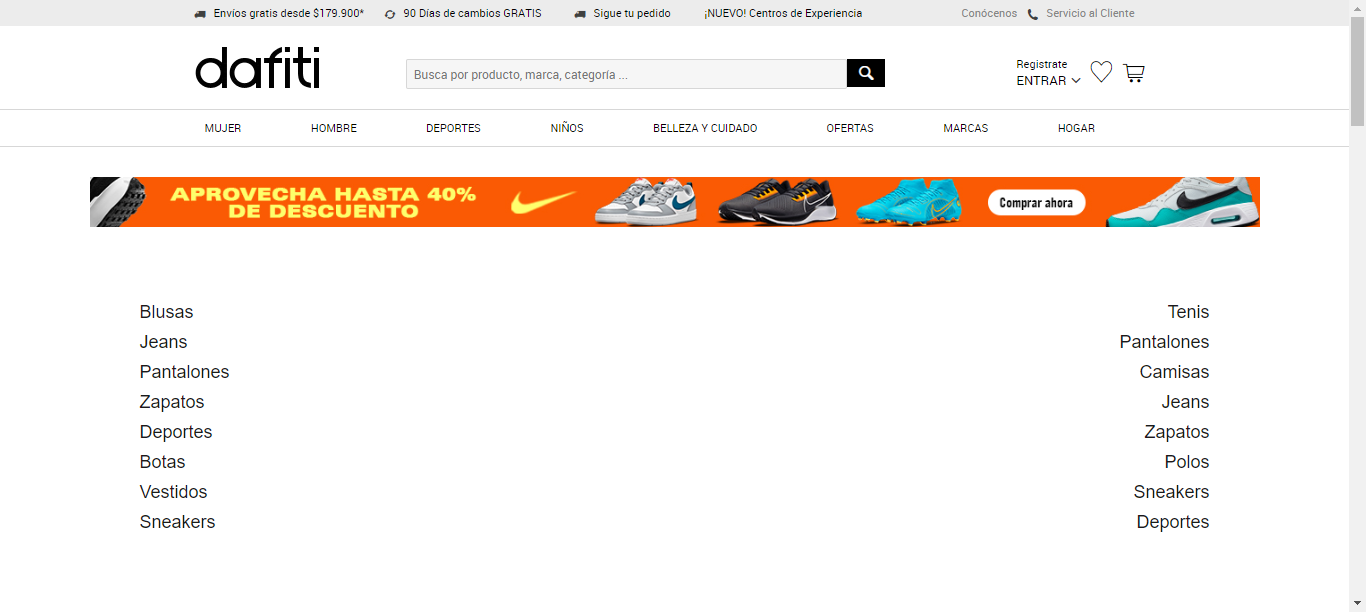 Envíos gratis desde $179.900*
90 Días de cambios GRATIS
Sigue tu pedido
¡NUEVO! Centros de Experiencia
Conócenos
Servicio al Cliente
dafiti
Busca por producto, marca, categoría ...
Registrate
ENTRAR
MUJER
HOMBRE
DEPORTES
NIÑOS
BELLEZA Y CUIDADO
OFERTAS
MARCAS
HOGAR
APROVECHA HASTA 40%
DE DESCUENTO
Comprar ahora
Blusas
Jeans
Pantalones
Zapatos
Deportes
Botas
Vestidos
Sneakers
Tenis
Pantalones
Camisas
Jeans
Zapatos
Polos
Sneakers
Deportes